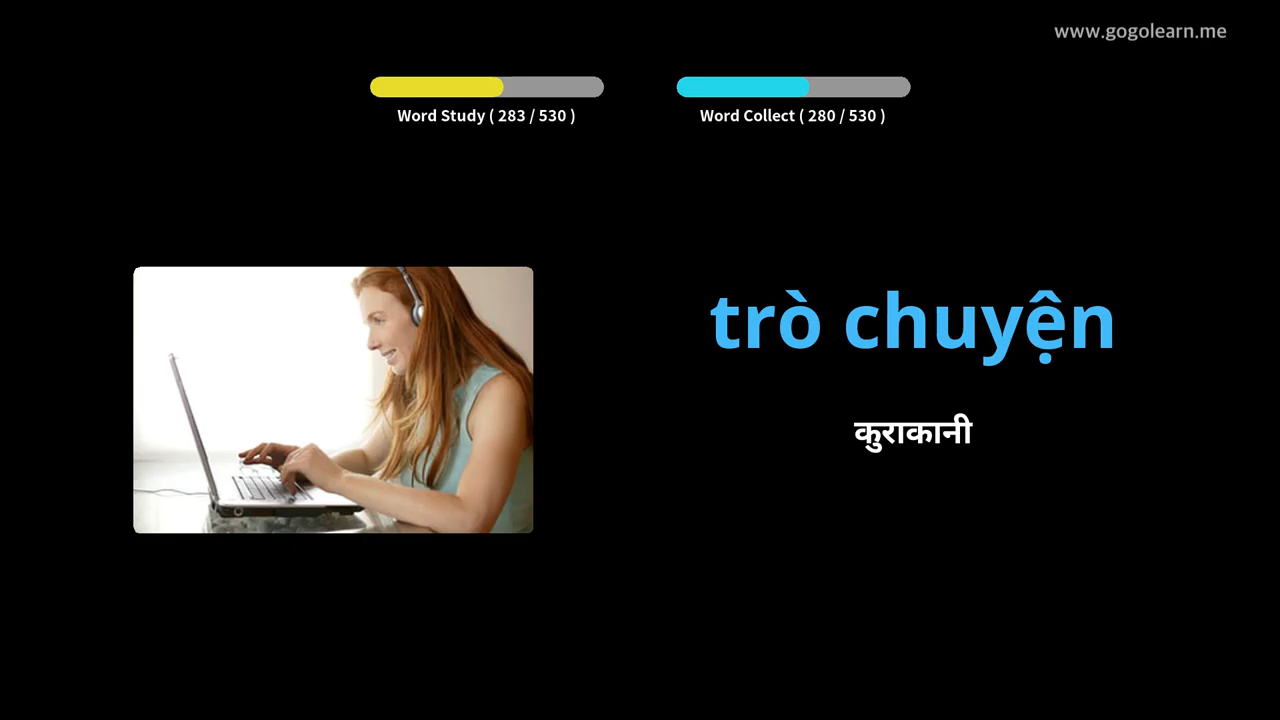 www.gogolearn.me
Word Study ( 283 / 530 )
Word Collect ( 280 / 530 )
trò chuyện
कुराकानी